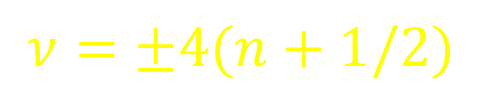 ν = ±4(n + 1/2)